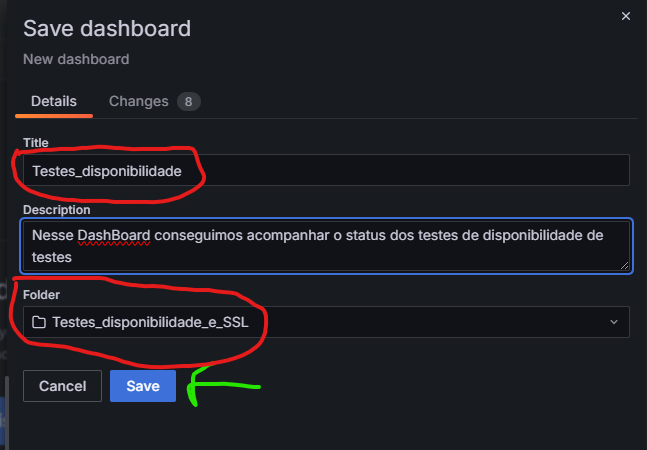 Save dashboard
New dashboard
Details
Changes 8
Title
Testes_disponibilidade
Description
Nesse DashBoard conseguimos acompanhar o status dos testes de disponibilidade de
testes
Folder
Testes_disponibilidade_e_SSL
Cancel
Save